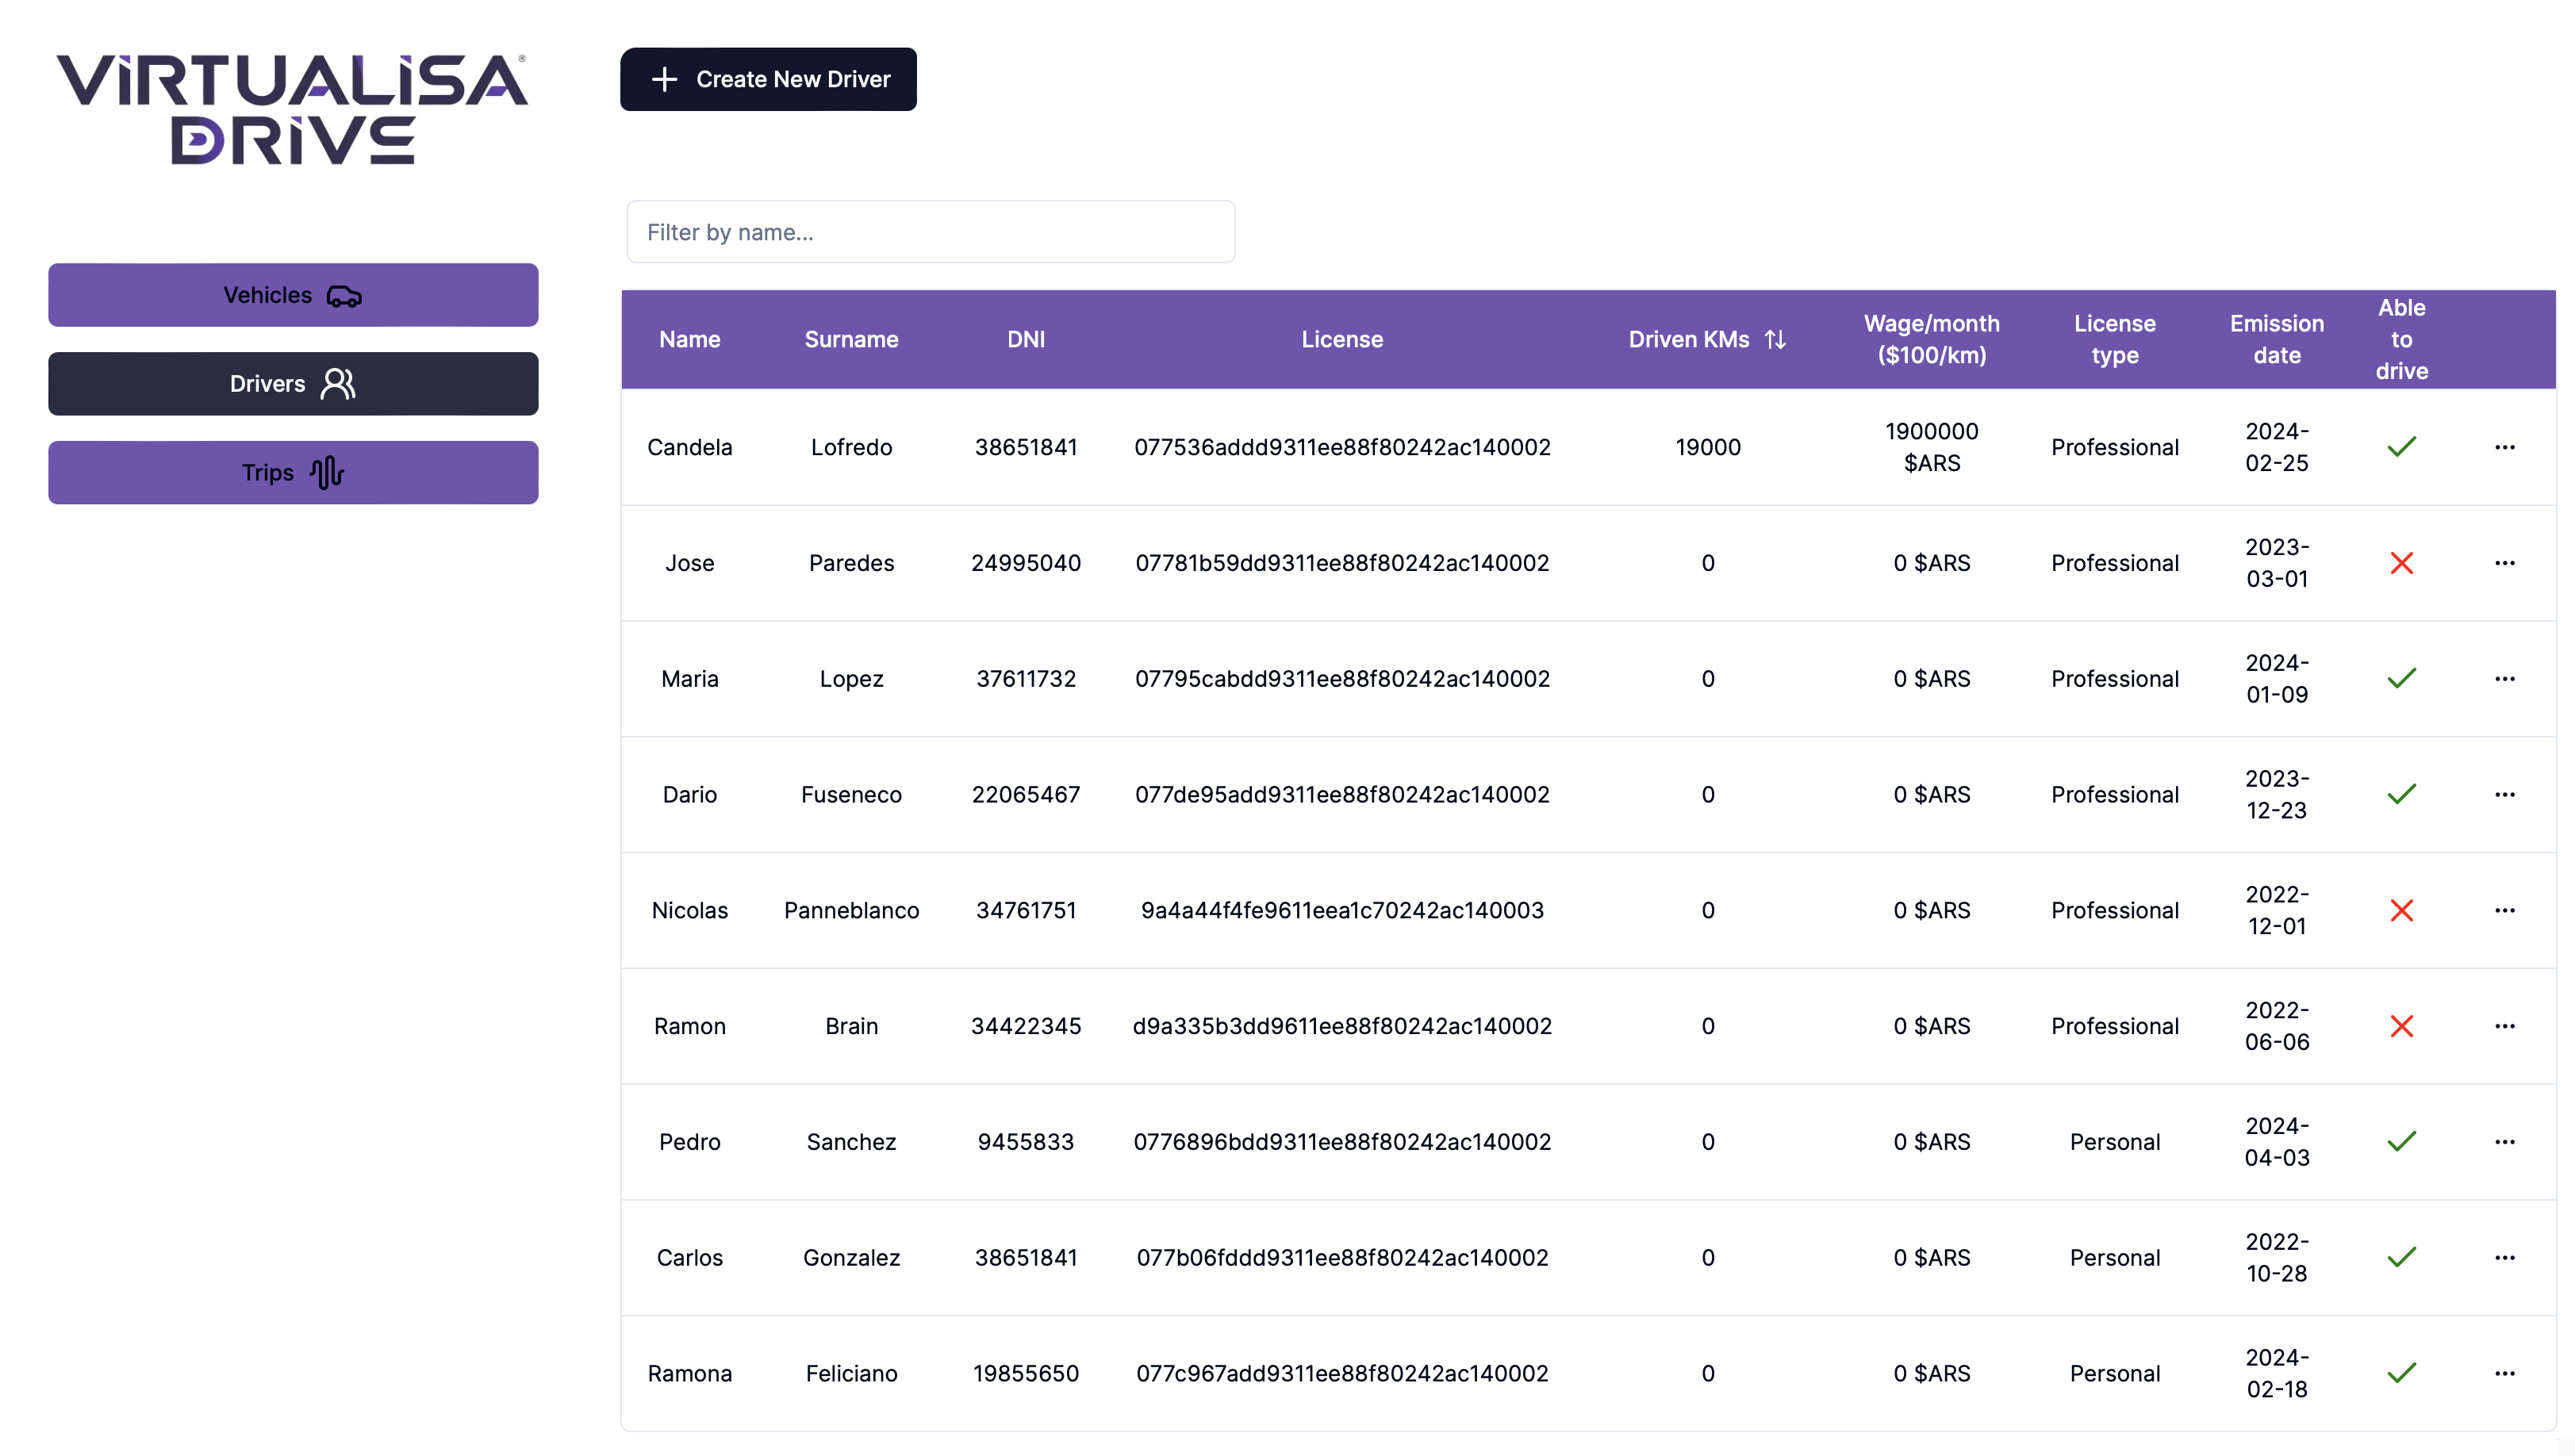 VIRTUALISA®
DRIVE
Create New Driver
Filter by name...
Vehicles
Drivers
Trips
Name Surname DNI License Driven KMs Wage/month ($100/km) License type Emission date Able to drive
Candela Lofredo 38651841 077536addd9311ee88f80242ac140002 19000 1900000 $ARS Professional 2024-02-25
Jose Paredes 24995040 07781b59dd9311ee88f80242ac140002 0 0 $ARS Professional 2023-03-01
Maria Lopez 37611732 07795cabdd9311ee88f80242ac140002 0 0 $ARS Professional 2024-01-09
Dario Fuseneco 22065467 077de95add9311ee88f80242ac140002 0 0 $ARS Professional 2023-12-23
Nicolas Panneblanco 34761751 9a4a44f4fe9611eea1c70242ac140003 0 0 $ARS Professional 2022-12-01
Ramon Brain 34422345 d9a335b3dd9611ee88f80242ac140002 0 0 $ARS Professional 2022-06-06
Pedro Sanchez 9455833 0776896bdd9311ee88f80242ac140002 0 0 $ARS Personal 2024-04-03
Carlos Gonzalez 38651841 077b06fddd9311ee88f80242ac140002 0 0 $ARS Personal 2022-10-28
Ramona Feliciano 19855650 077c967add9311ee88f80242ac140002 0 0 $ARS Personal 2024-02-18